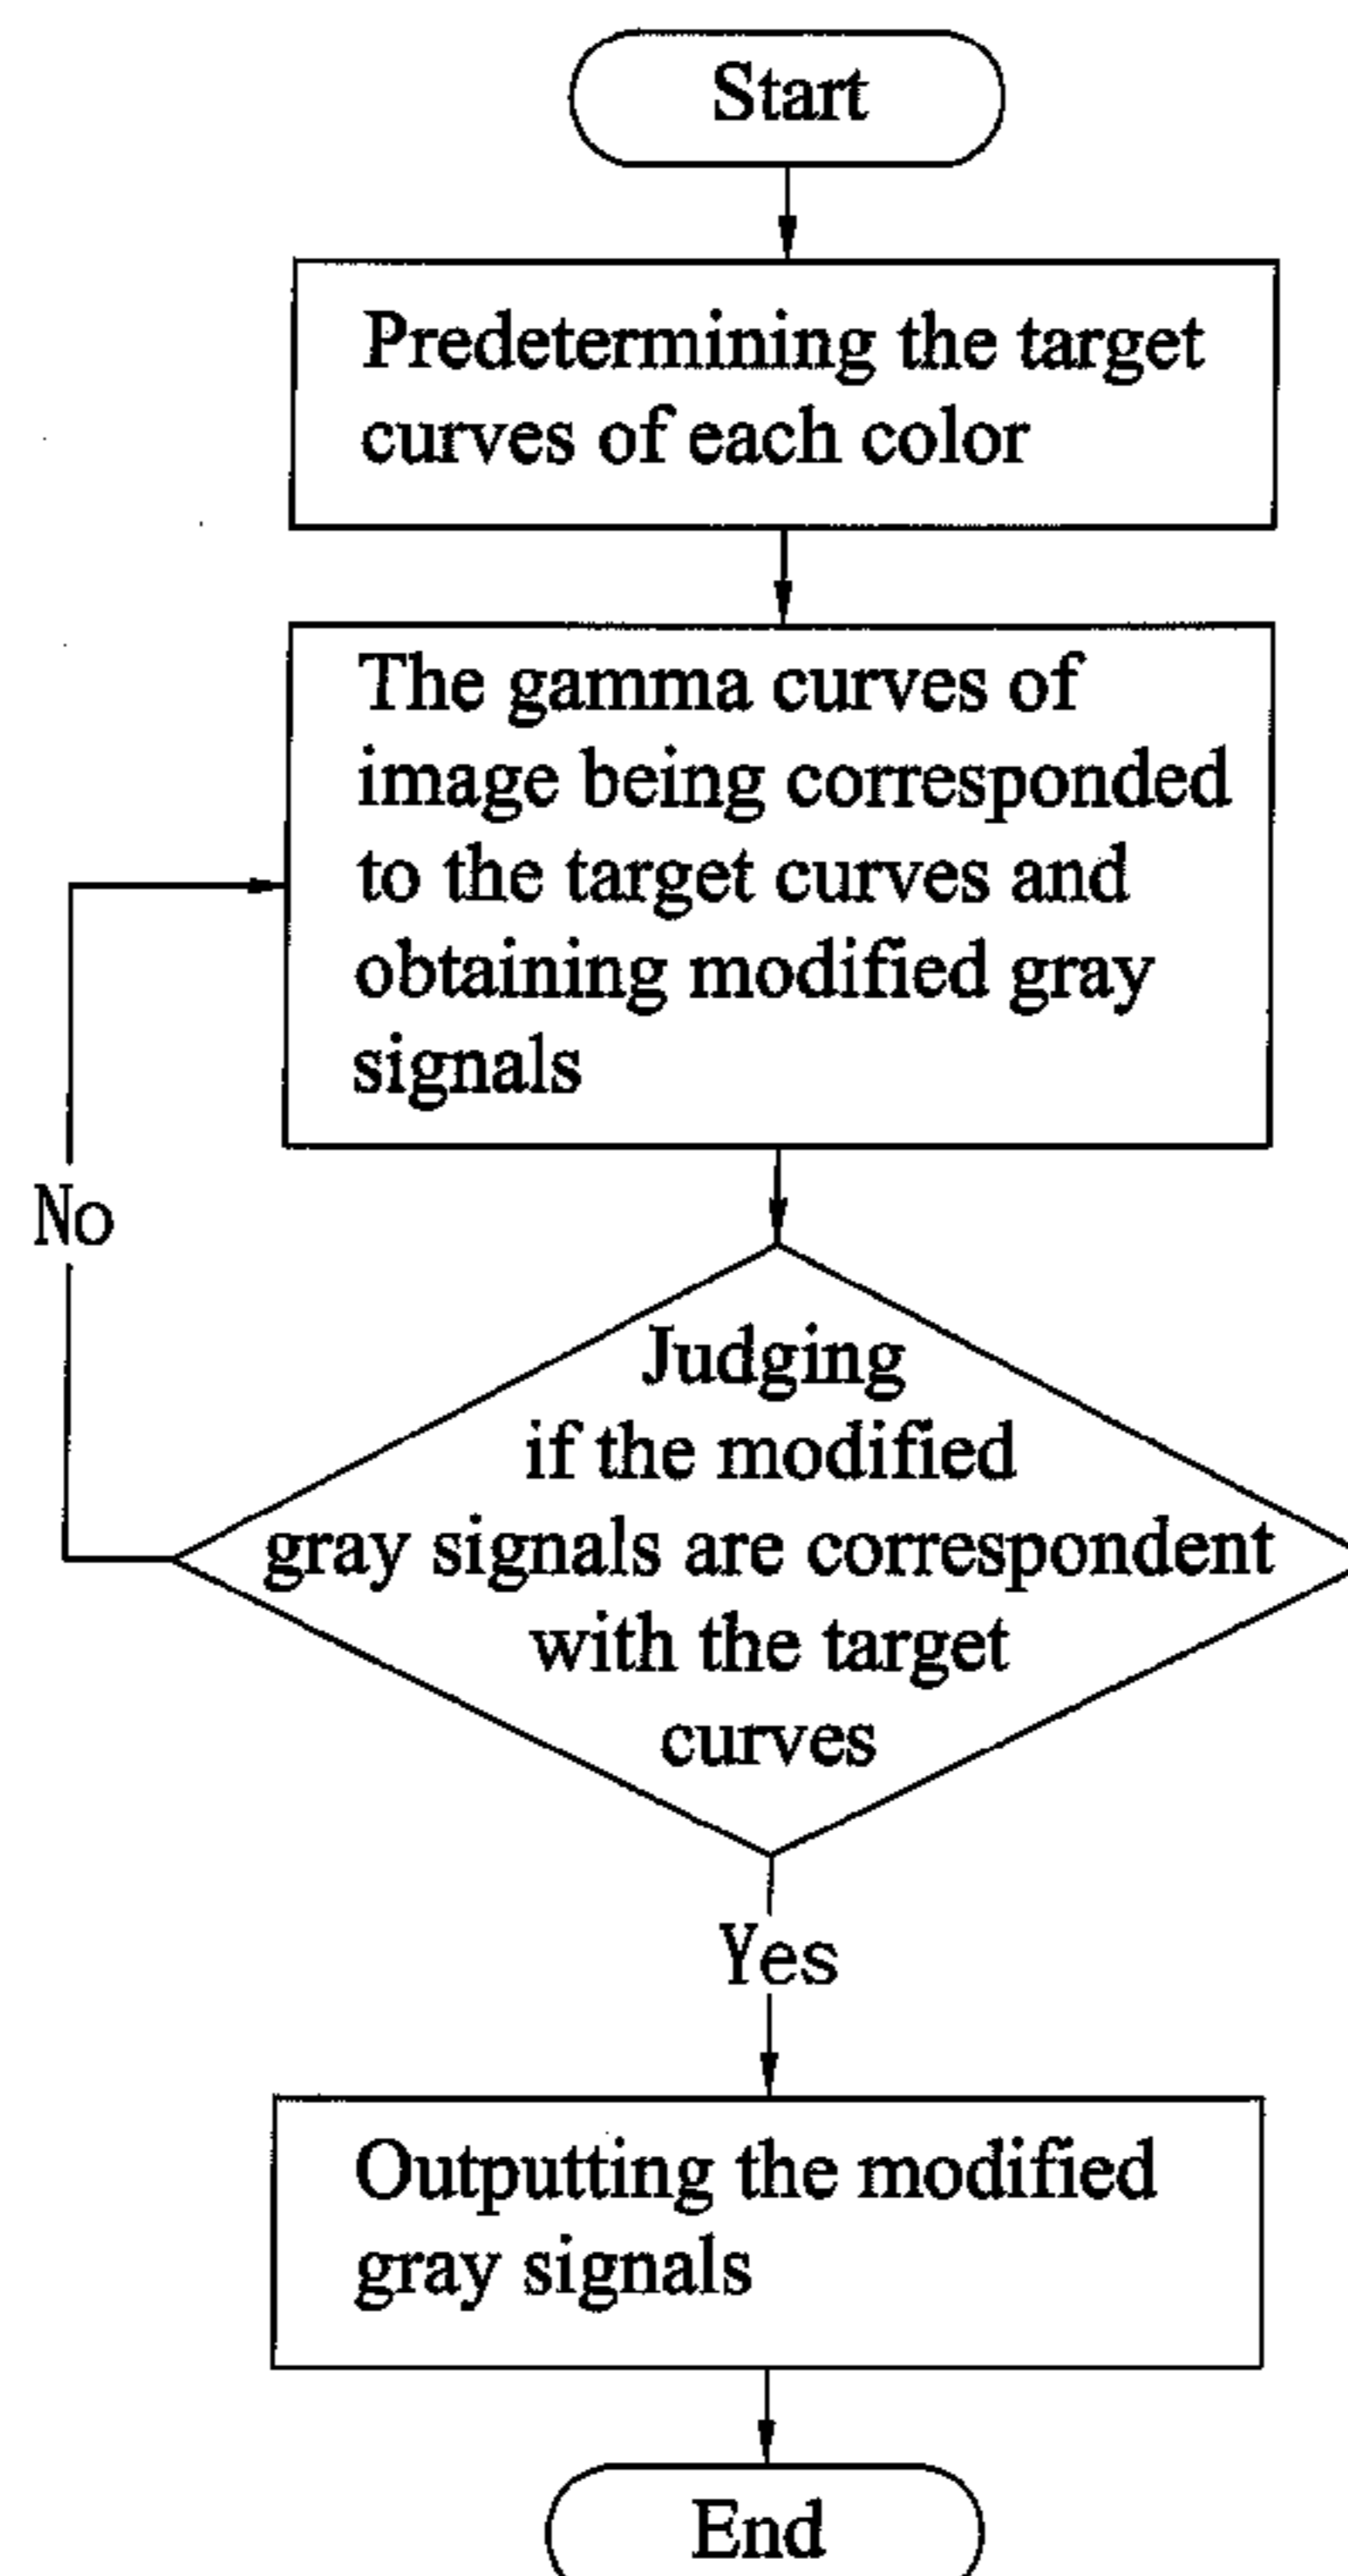 Start
Predetermining the target
curves of each color
The gamma curves of
image being corresponded
to the target curves and
obtaining modified gray
signals
No
Judging
if the modified
gray signals are correspondent
with the target
curves
Yes
Outputting the modified
gray signals
End